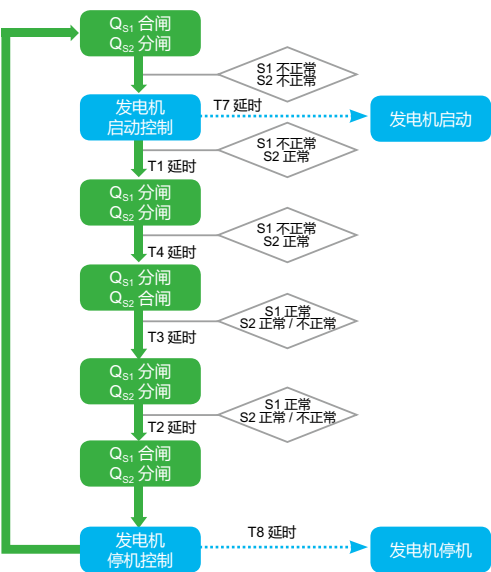 QS1 合闸
QS2 分闸
S1 不正常
S2 不正常
发电机
启动控制
T7 延时
发电机启动
S1 不正常
S2 正常
T1 延时
QS1 分闸
QS2 分闸
S1 不正常
S2 正常
T4 延时
QS1 分闸
QS2 合闸
S1 正常
S2 正常 / 不正常
T3 延时
QS1 分闸
QS2 分闸
S1 正常
S2 正常 / 不正常
T2 延时
QS1 合闸
QS2 分闸
发电机
停机控制
T8 延时
发电机停机